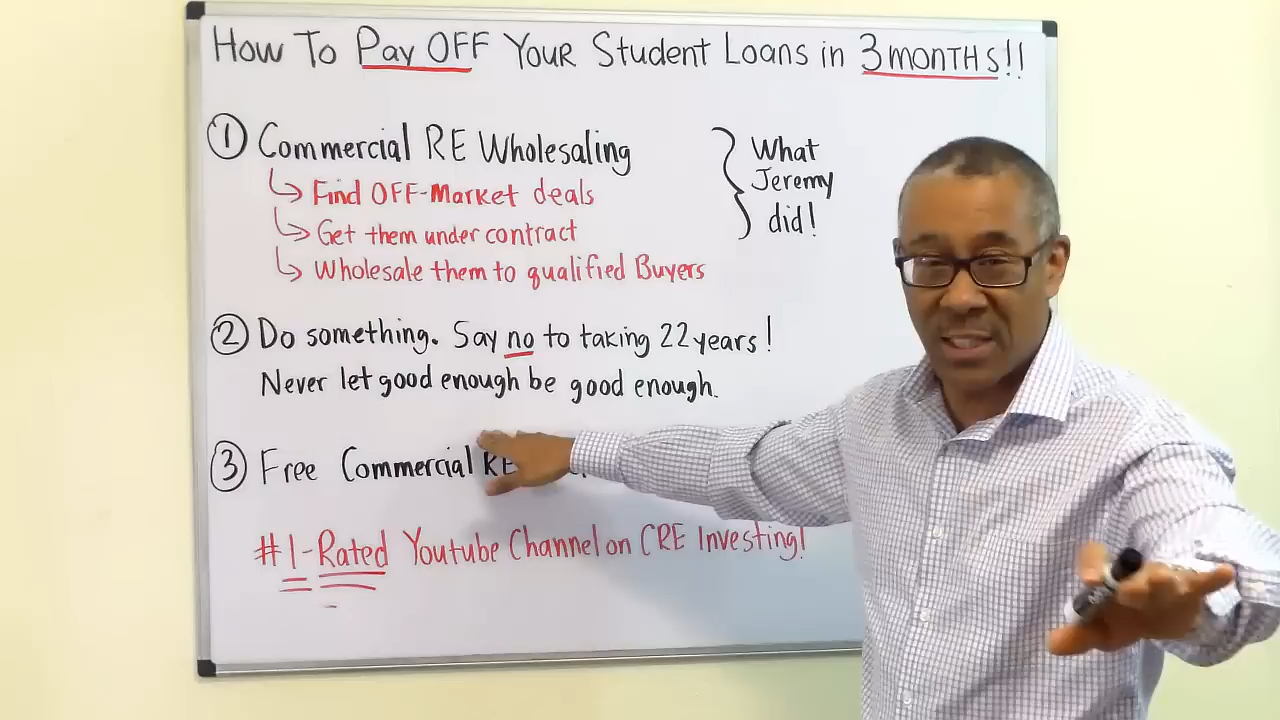 How To Pay OFF Your Student Loans in 3 MONTHS!!
① Commercial RE Wholesaling
↳ Find OFF-Market deals
↳ Get them under contract
↳ Wholesale them to qualified Buyers
} What
Jeremy
did!
② Do something. Say no to taking 22 years!
Never let good enough be good enough.
③ Free Commercial RE
#1-Rated Youtube Channel on CRE Investing!